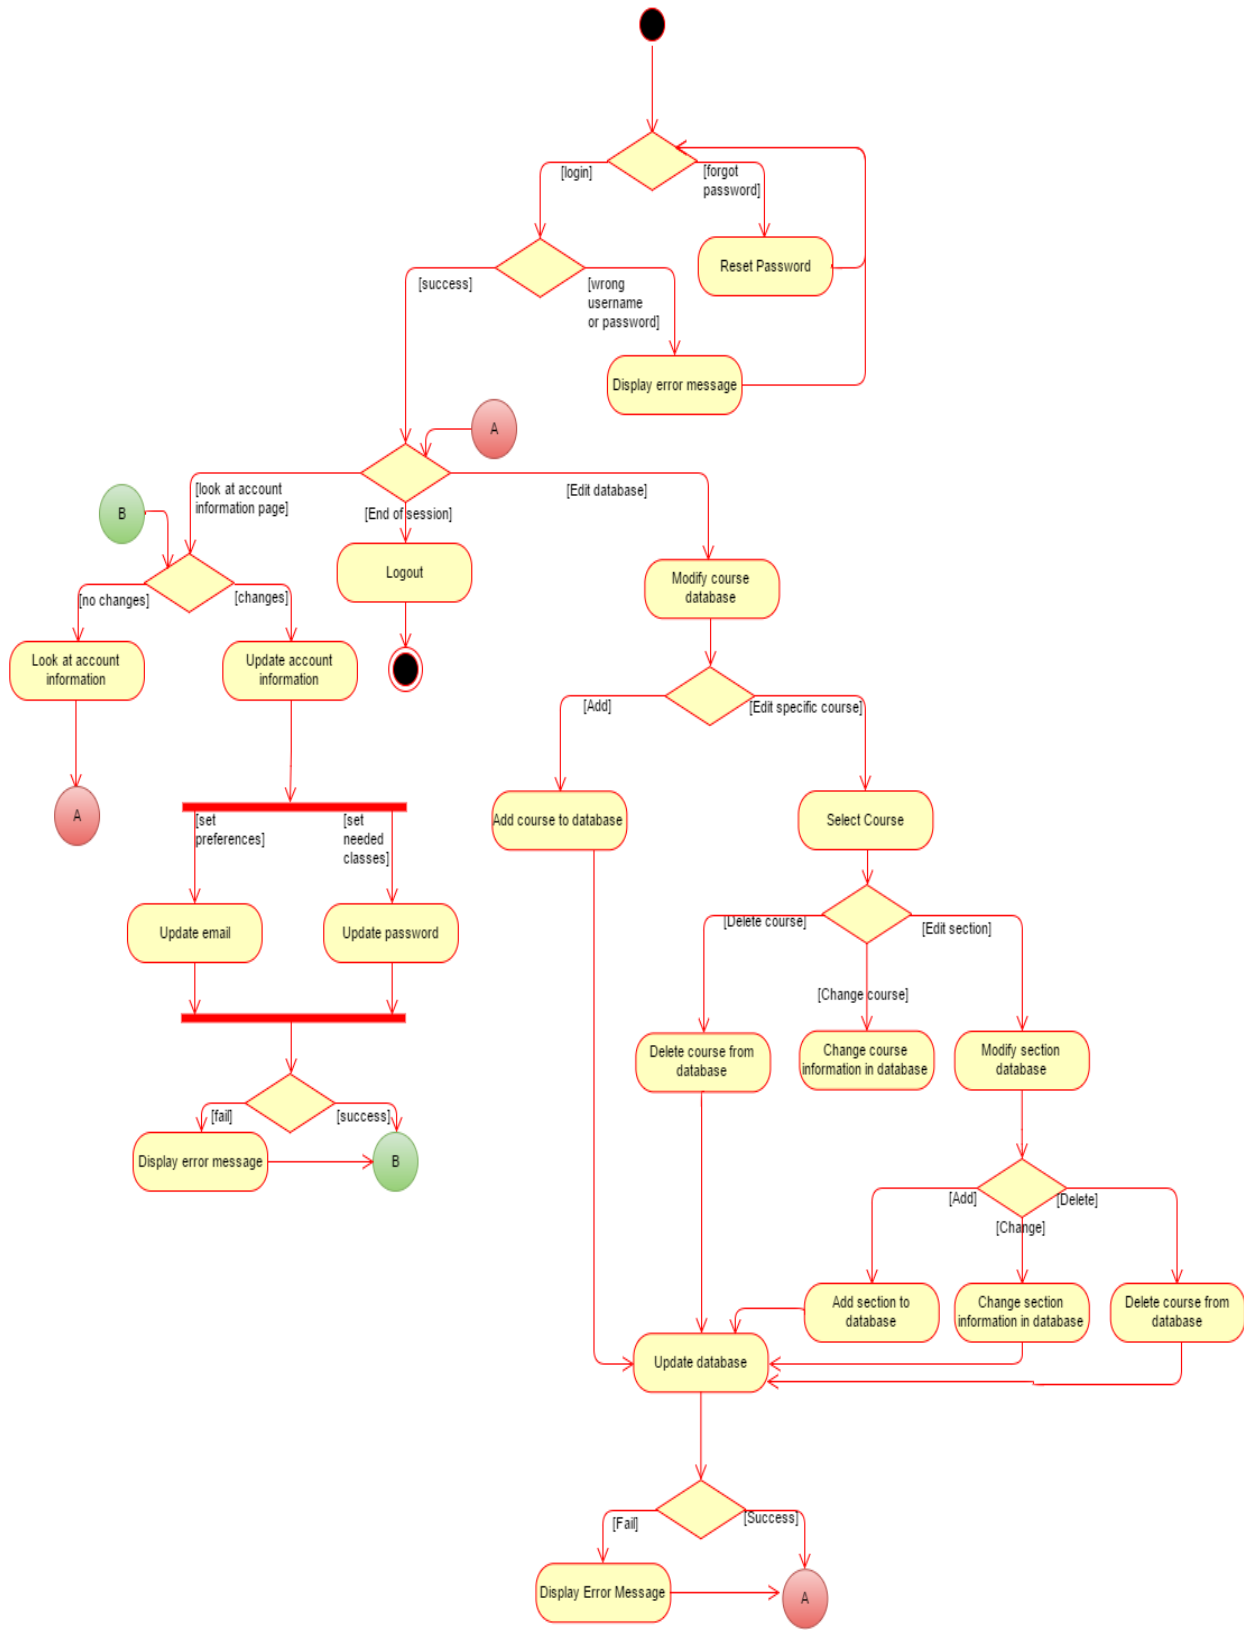 [login]
[forgot
password]
Reset Password
[success]
[wrong
username
or password]
Display error message
A
[look at account
information page]
[End of session]
[Edit database]
B
Logout
Modify course
database
[no changes]
[changes]
Look at account
information
Update account
information
[Add]
[Edit specific course]
A
[set
preferences]
[set
needed
classes]
Add course to database
Select Course
Update email
Update password
[Delete course]
[Edit section]
[Change course]
Delete course from
database
Change course
information in database
Modify section
database
[fail]
[success]
Display error message
B
[Add]
[Change]
[Delete]
Add section to
database
Change section
information in database
Delete course from
database
Update database
[Fail]
[Success]
Display Error Message
A